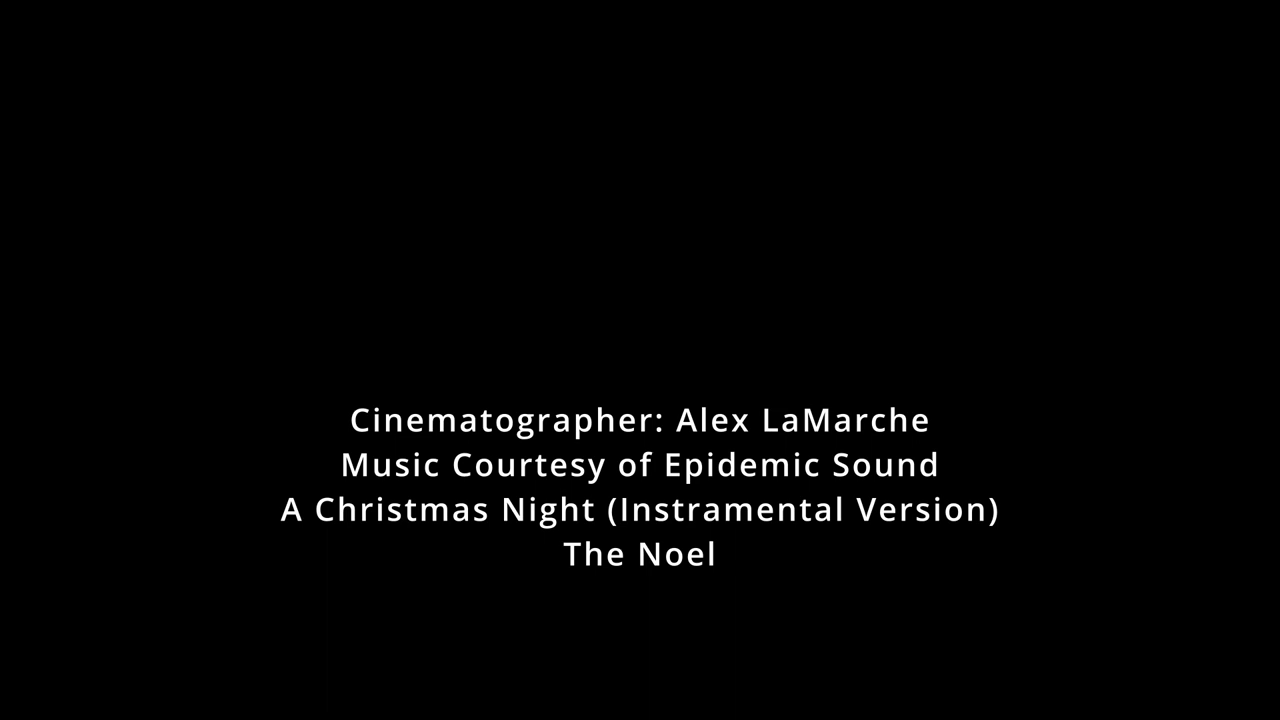 Cinematographer: Alex LaMarche
Music Courtesy of Epidemic Sound
A Christmas Night (Instramental Version)
The Noel